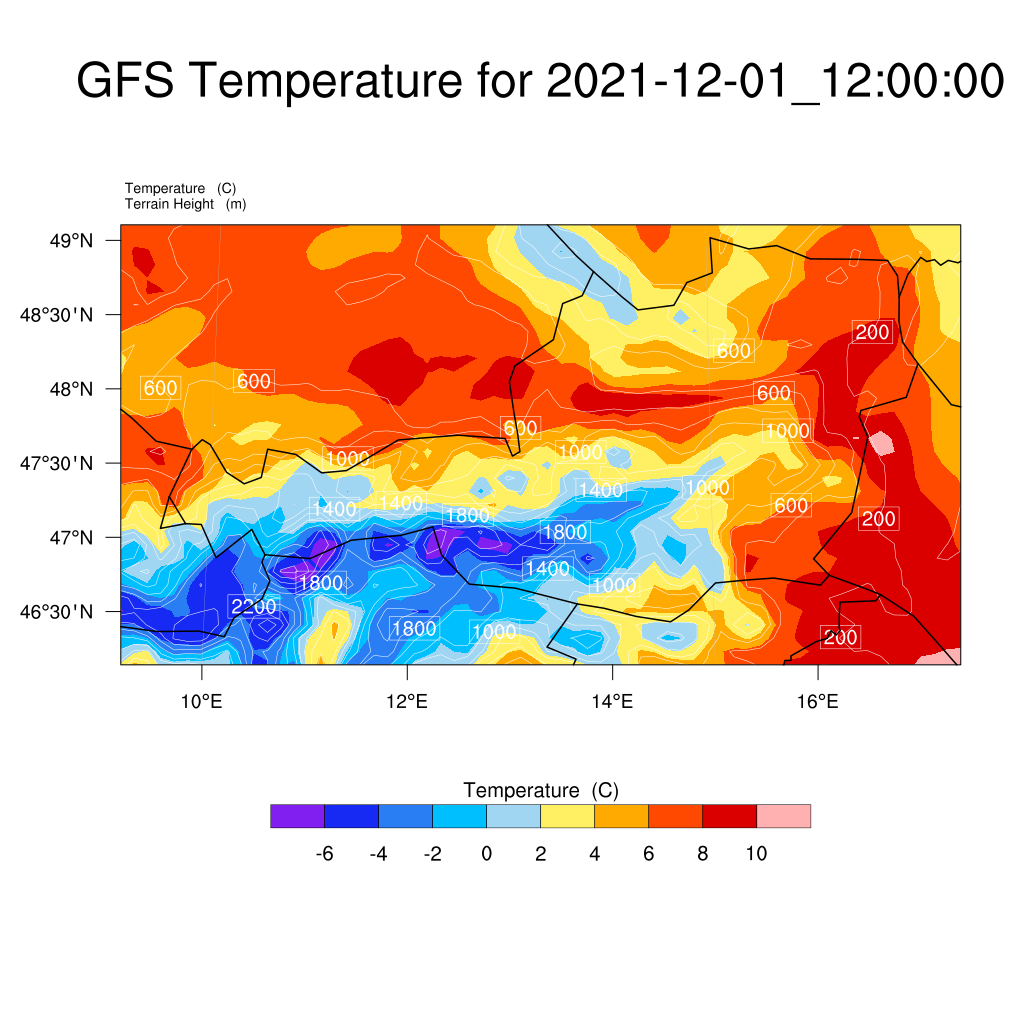 GFS Temperature for 2021-12-01_12:00:00
Temperature (C)
Terrain Height (m)
49°N
48°30'N
48°N
47°30'N
47°N
46°30'N
200
600
600 600 600
600 1000
1000 1000
1400 1000
1400 1400 600
1800 200
1800
1400
1800 1000
2200
1800 1000 200
10°E 12°E 14°E 16°E
Temperature (C)
-6 -4 -2 0 2 4 6 8 10